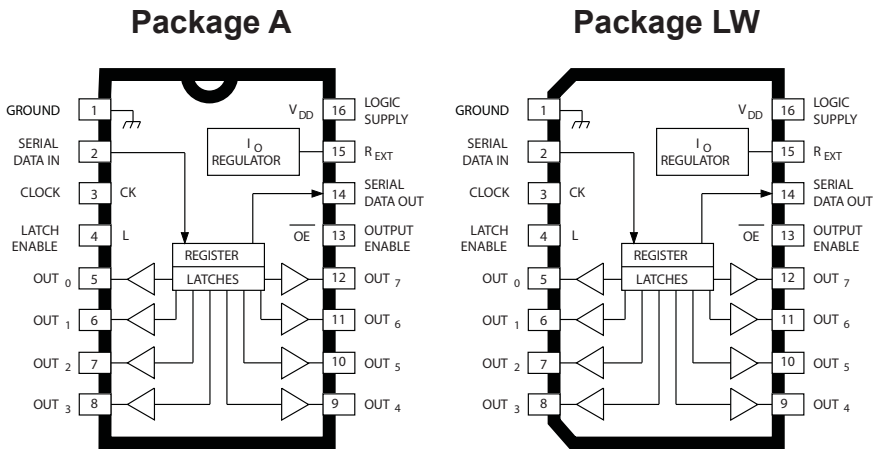 Package A
GROUND 1 V DD 16 LOGIC SUPPLY
SERIAL DATA IN 2 I O REGULATOR 15 R EXT
CLOCK 3 CK 14 SERIAL DATA OUT
LATCH ENABLE 4 L OE 13 OUTPUT ENABLE
REGISTER
OUT 0 5 LATCHES 12 OUT 7
OUT 1 6 11 OUT 6
OUT 2 7 10 OUT 5
OUT 3 8 9 OUT 4
Package LW
GROUND 1 V DD 16 LOGIC SUPPLY
SERIAL DATA IN 2 I O REGULATOR 15 R EXT
CLOCK 3 CK 14 SERIAL DATA OUT
LATCH ENABLE 4 L OE 13 OUTPUT ENABLE
REGISTER
OUT 0 5 LATCHES 12 OUT 7
OUT 1 6 11 OUT 6
OUT 2 7 10 OUT 5
OUT 3 8 9 OUT 4